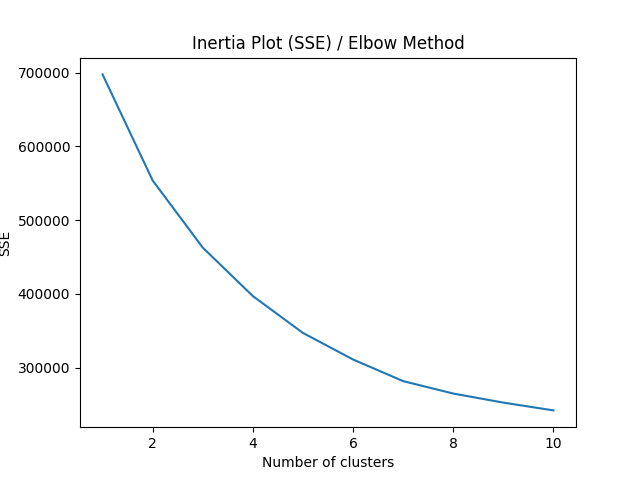 Inertia Plot (SSE) / Elbow Method
700000
600000
500000
400000
300000
SSE
2 4 6 8 10
Number of clusters